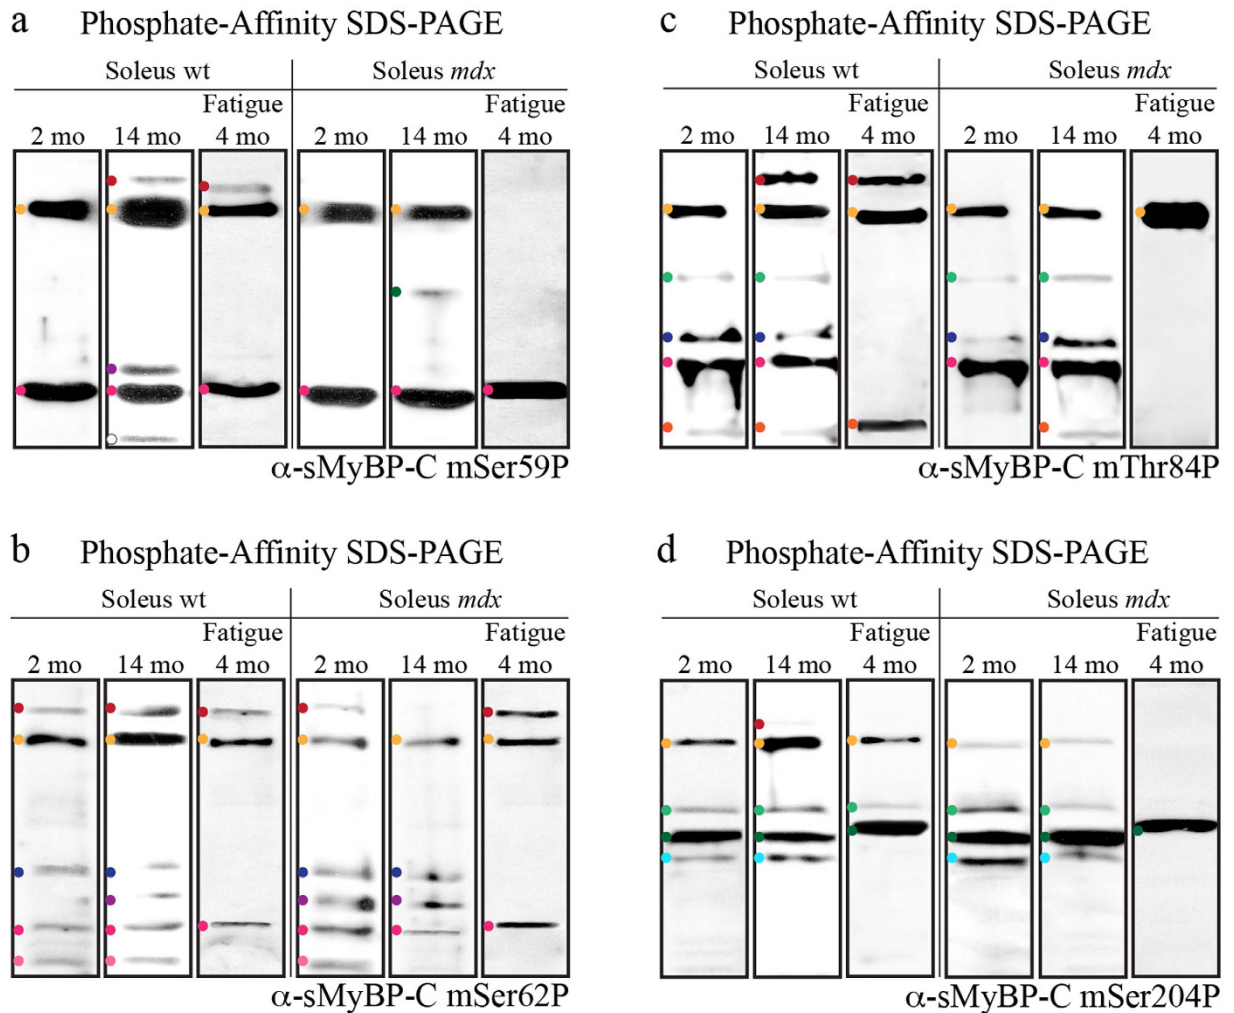 a Phosphate-Affinity SDS-PAGE
Soleus wt Soleus mdx
Fatigue Fatigue
2 mo 14 mo 4 mo 2 mo 14 mo 4 mo
α-sMyBP-C mSer59P
c Phosphate-Affinity SDS-PAGE
Soleus wt Soleus mdx
Fatigue Fatigue
2 mo 14 mo 4 mo 2 mo 14 mo 4 mo
α-sMyBP-C mThr84P
b Phosphate-Affinity SDS-PAGE
Soleus wt Soleus mdx
Fatigue Fatigue
2 mo 14 mo 4 mo 2 mo 14 mo 4 mo
α-sMyBP-C mSer62P
d Phosphate-Affinity SDS-PAGE
Soleus wt Soleus mdx
Fatigue Fatigue
2 mo 14 mo 4 mo 2 mo 14 mo 4 mo
α-sMyBP-C mSer204P